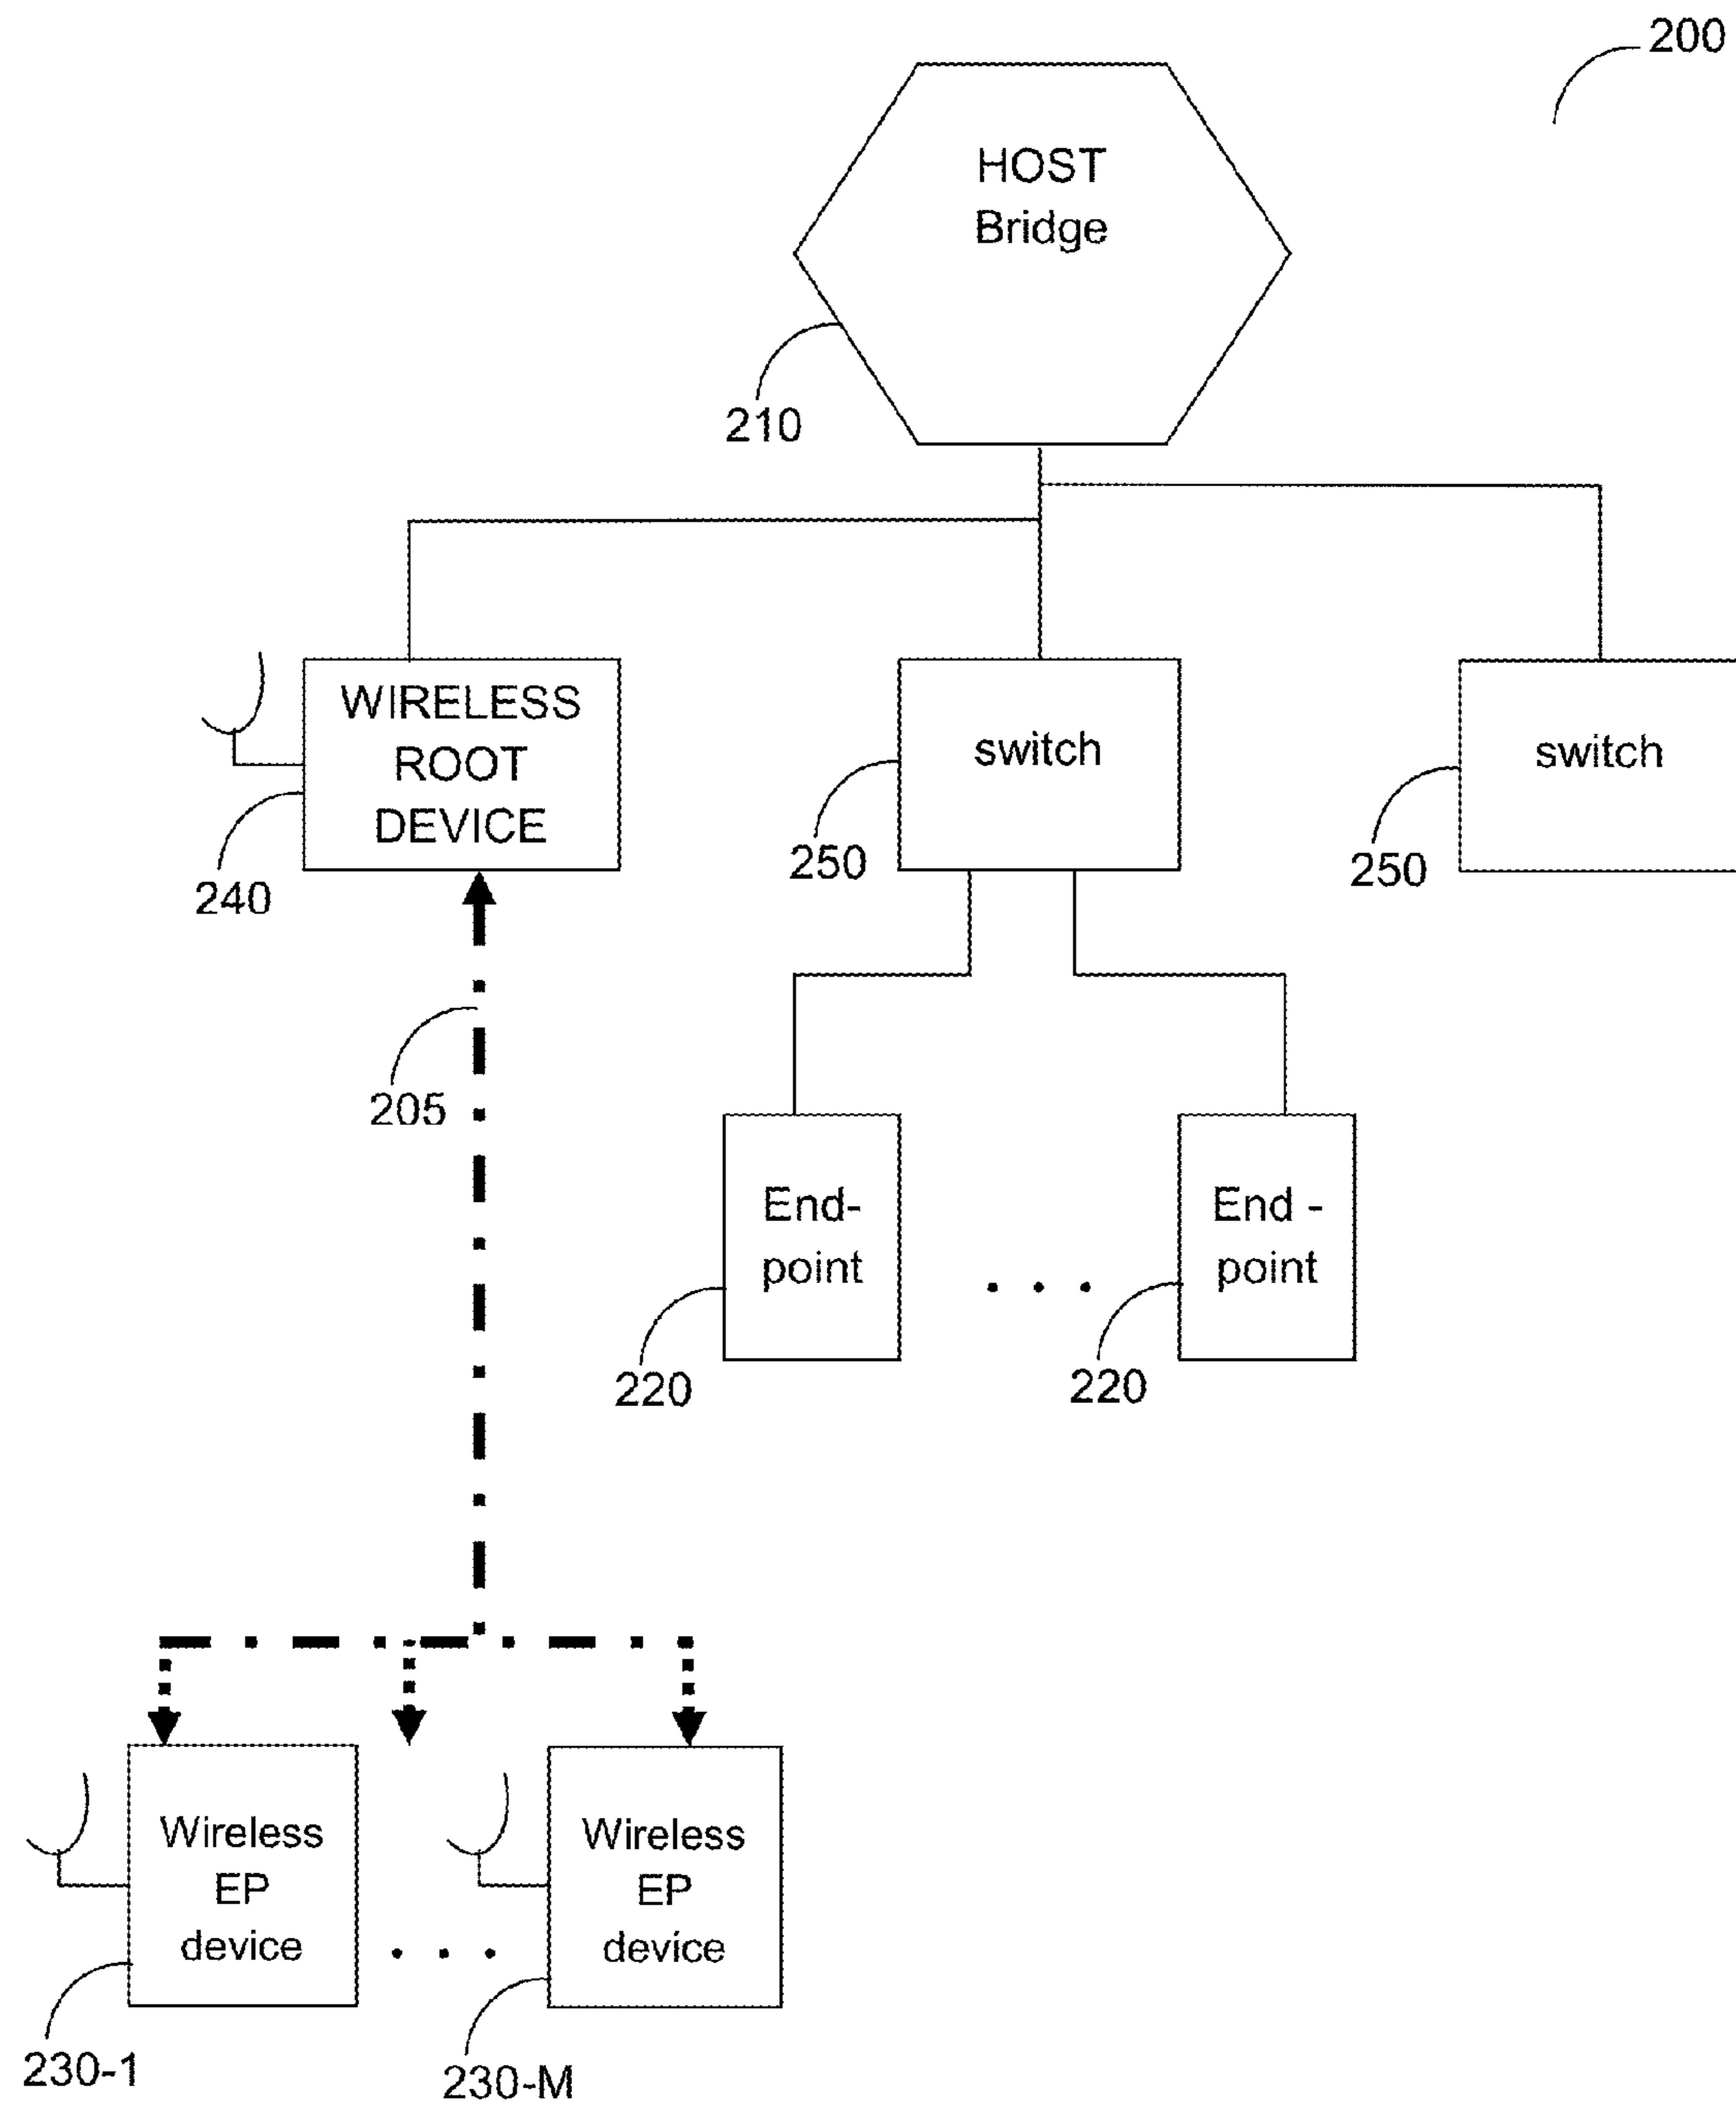 200
HOST
Bridge
210
WIRELESS
ROOT
DEVICE
240
switch
250
switch
250
205
End-
point
220
. . .
End -
point
220
Wireless
EP
device
230-1
. . .
Wireless
EP
device
230-M